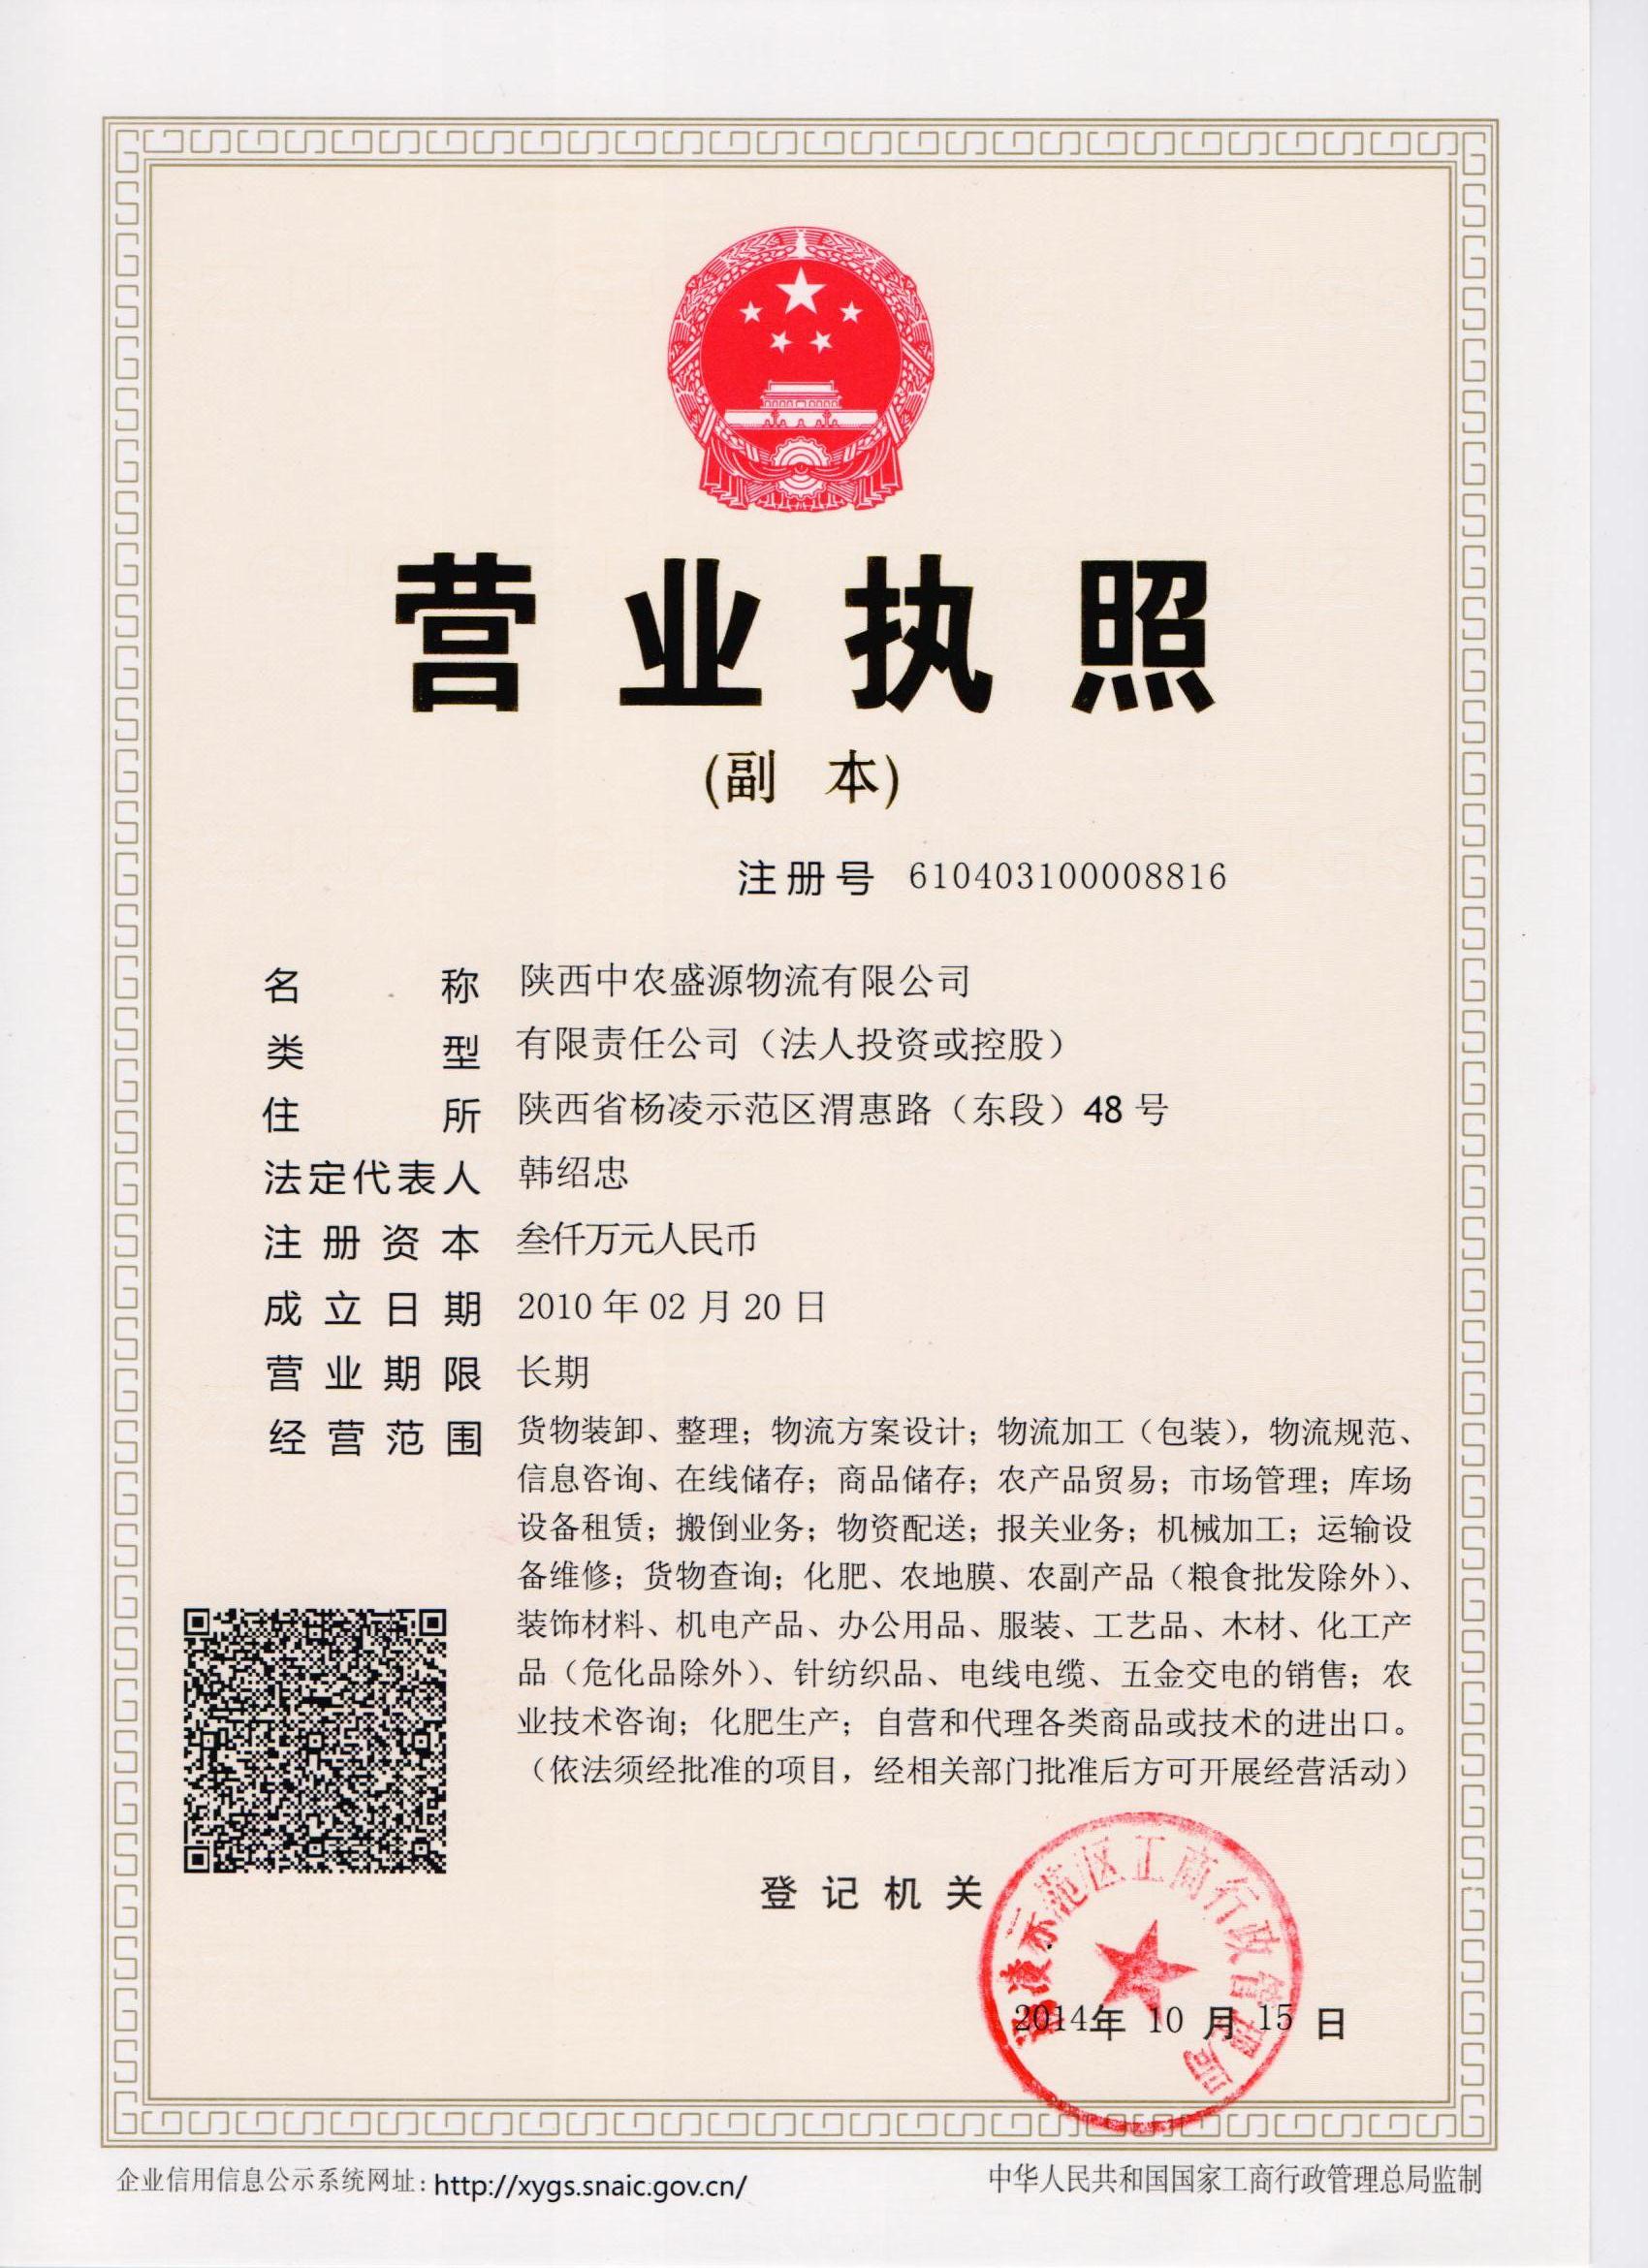 营业执照
(副 本)
注册号 610403100008816
名 称 陕西中农盛源物流有限公司
类 型 有限责任公司（法人投资或控股）
住 所 陕西省杨凌示范区渭惠路（东段）48 号
法定代表人 韩绍忠
注册资本 叁仟万元人民币
成立日期 2010 年 02 月 20 日
营业期限 长期
经营范围 货物装卸、整理；物流方案设计；物流加工（包装），物流规范、
信息咨询、在线储存；商品储存；农产品贸易；市场管理；库场
设备租赁；搬倒业务；物资配送；报关业务；机械加工；运输设
备维修；货物查询；化肥、农地膜、农副产品（粮食批发除外）、
装饰材料、机电产品、办公用品、服装、工艺品、木材、化工产
品（危化品除外）、针纺织品、电线电缆、五金交电的销售；农
业技术咨询；化肥生产；自营和代理各类商品或技术的进出口。
（依法须经批准的项目，经相关部门批准后方可开展经营活动）
登记机关
杨凌示范区工商行政管理局
2014年 10 月 15 日
企业信用信息公示系统网址：http://xygs.snaic.gov.cn/
中华人民共和国国家工商行政管理总局监制